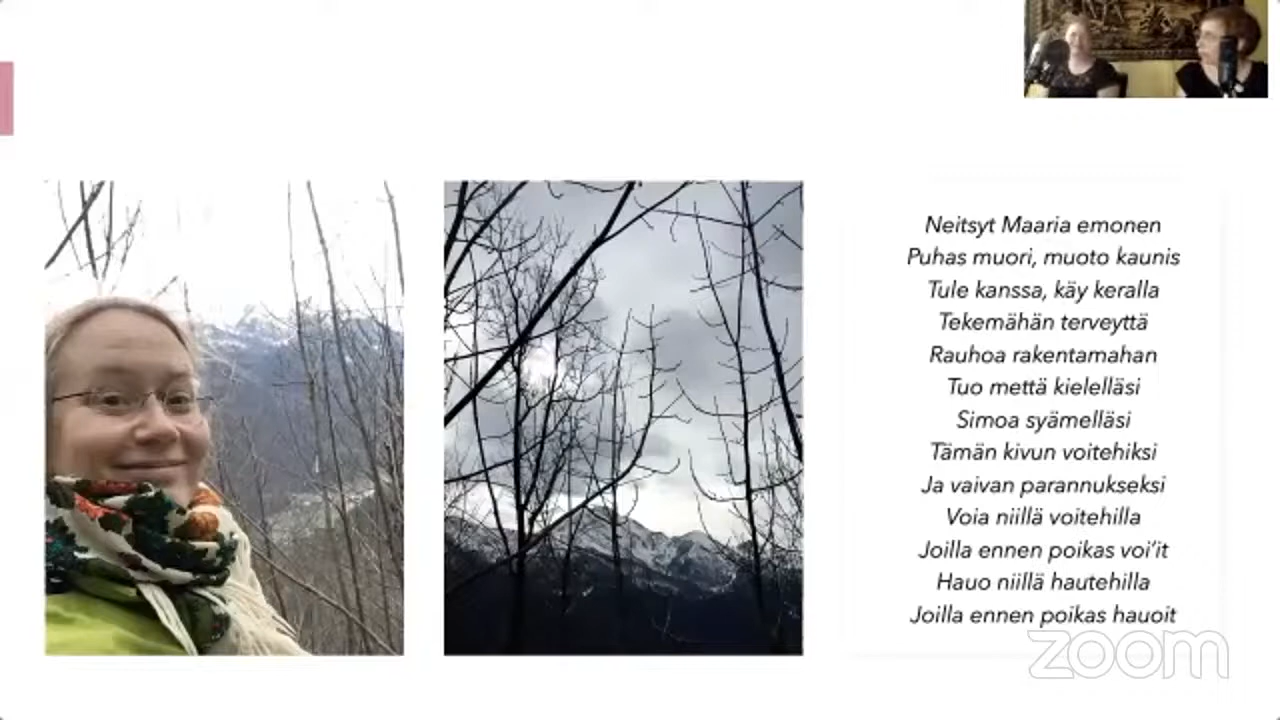 Neitsyt Maaria emonen
Puhas muori, muoto kaunis
Tule kanssa, käy keralla
Tekemähän terveyttä
Rauhoa rakentamahan
Tuo mettä kielelläsi
Simoa syämelläsi
Tämän kivun voitehiksi
Ja vaivan parannukseksi
Voia niillä voitehilla
Joilla ennen poikas voi’it
Hauo niillä hautehilla
Joilla ennen poikas hauoit
zoom